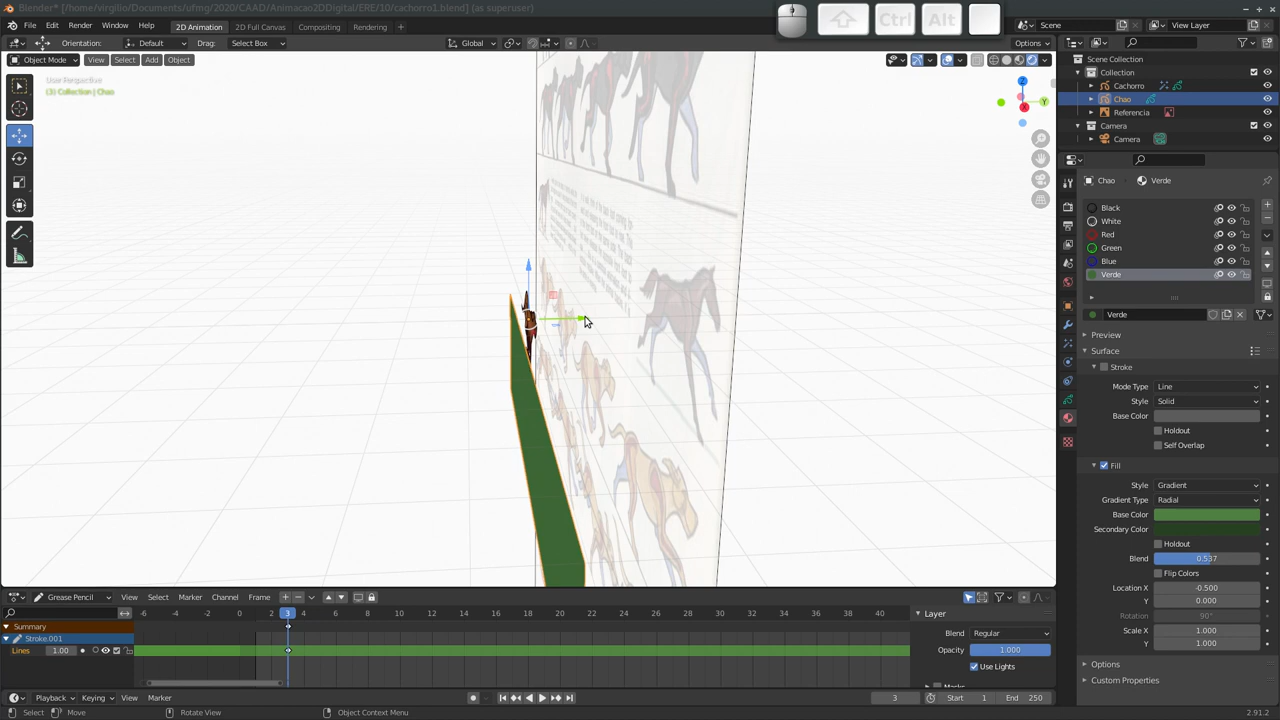 Blender* [/home/virgilio/Documents/ufmg/2020/CAAD/Animacao2DDigital/ERE/10/cachorro1.blend] (as superuser)
File Edit Render Window Help 2D Animation 2D Full Canvas Compositing Rendering
Ctrl Alt
Scene View Layer
Orientation: Default Drag: Select Box Global Options
Object Mode View Select Add Object
User Perspective
(3) Collection | Chao
Z
Y
X
Scene Collection
Collection
Cachorro
Chao
Referencia
Camera
Camera
Chao Verde
Black
White
Red
Green
Blue
Verde
Verde
Preview
Surface
Stroke
Mode Type Line
Style Solid
Base Color
Holdout
Self Overlap
Fill
Style Gradient
Gradient Type Radial
Base Color
Secondary Color
Holdout
Blend 0.537
Flip Colors
Location X -0.500
Y 0.000
Rotation 90°
Scale X 1.000
Y 1.000
Options
Custom Properties
Grease Pencil View Select Marker Channel Frame
-6 -4 -2 0 2 3 4 6 8 10 12 14 16 18 20 22 24 26 28 30 32 34 36 38 40
Summary
Stroke.001
Lines 1.00
Layer
Blend Regular
Opacity 1.000
Use Lights
Masks
Playback Keying View Marker 3 Start 1 End 250
Select Move Rotate View Object Context Menu 2.91.2